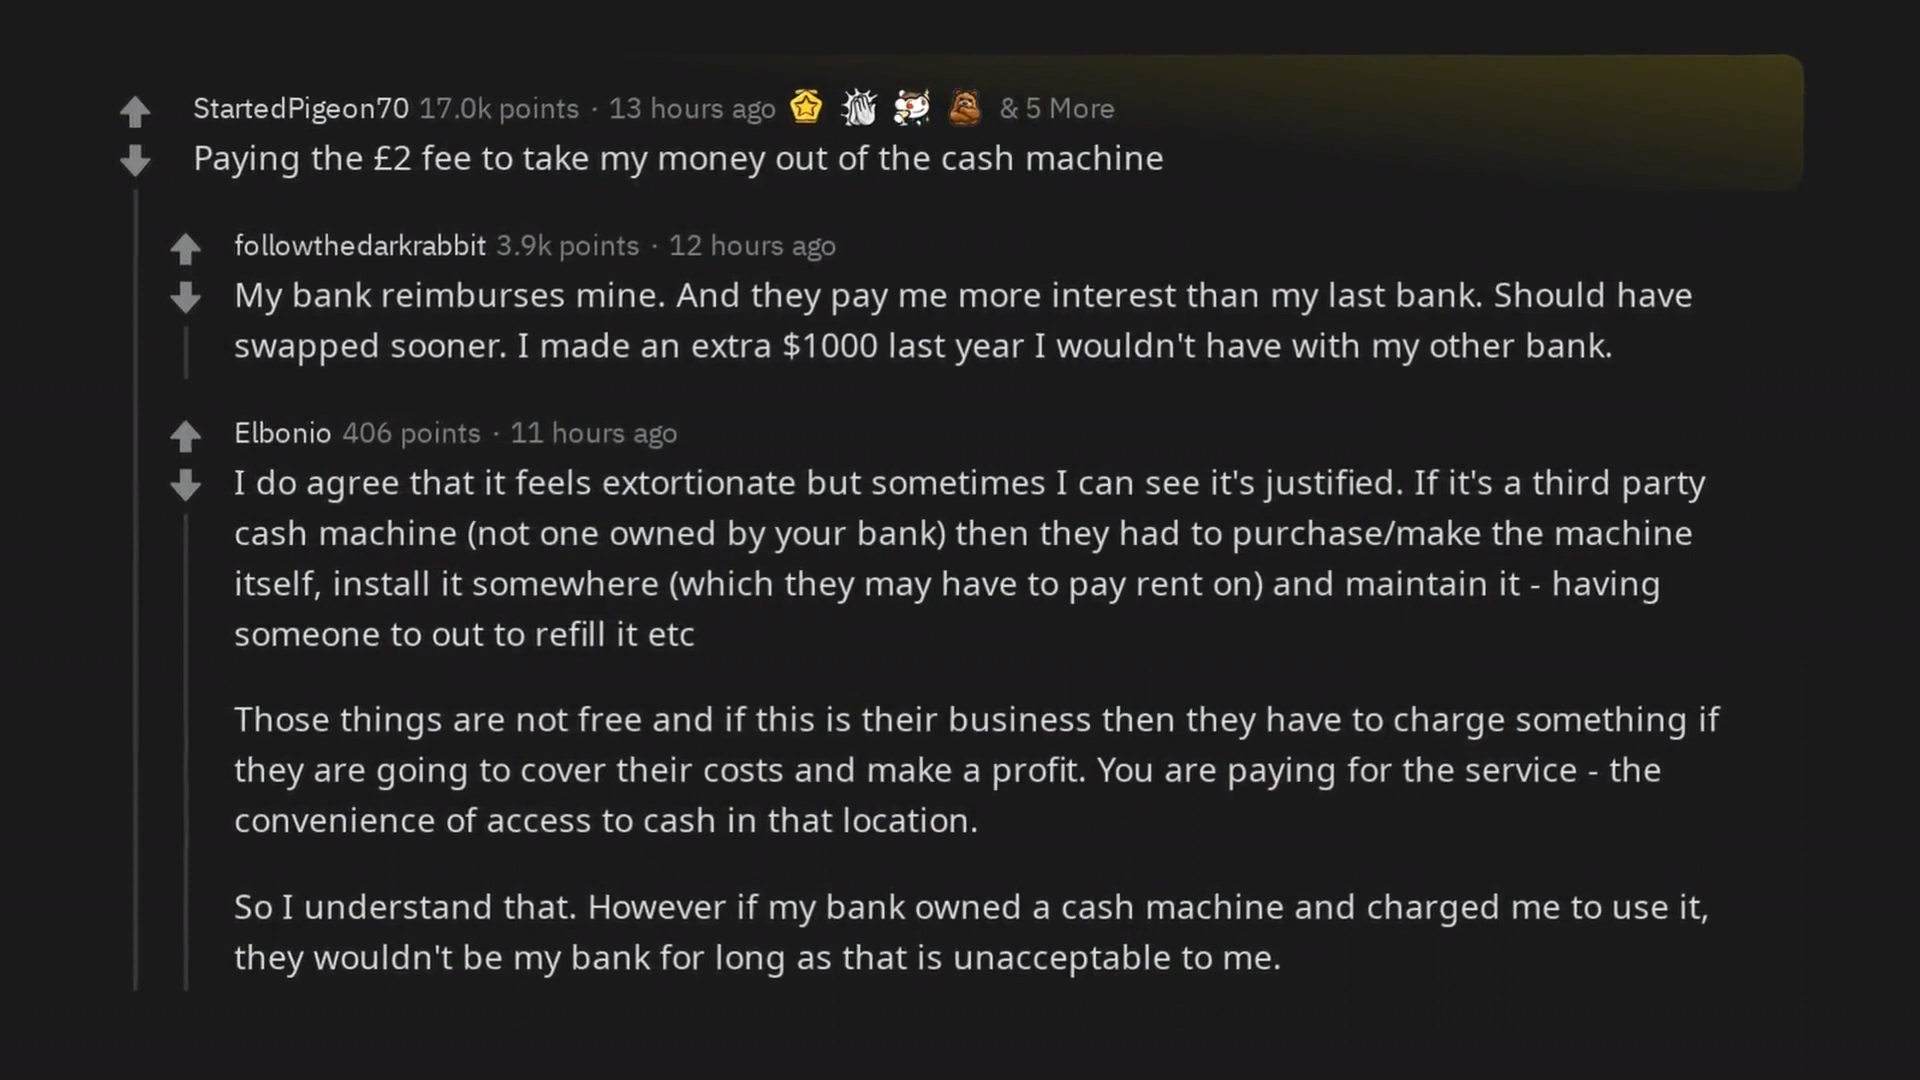 StartedPigeon70 17.0k points · 13 hours ago & 5 More
Paying the £2 fee to take my money out of the cash machine
followthedarkrabbit 3.9k points · 12 hours ago
My bank reimburses mine. And they pay me more interest than my last bank. Should have
swapped sooner. I made an extra $1000 last year I wouldn't have with my other bank.
Elbonio 406 points · 11 hours ago
I do agree that it feels extortionate but sometimes I can see it's justified. If it's a third party
cash machine (not one owned by your bank) then they had to purchase/make the machine
itself, install it somewhere (which they may have to pay rent on) and maintain it - having
someone to out to refill it etc
Those things are not free and if this is their business then they have to charge something if
they are going to cover their costs and make a profit. You are paying for the service - the
convenience of access to cash in that location.
So I understand that. However if my bank owned a cash machine and charged me to use it,
they wouldn't be my bank for long as that is unacceptable to me.